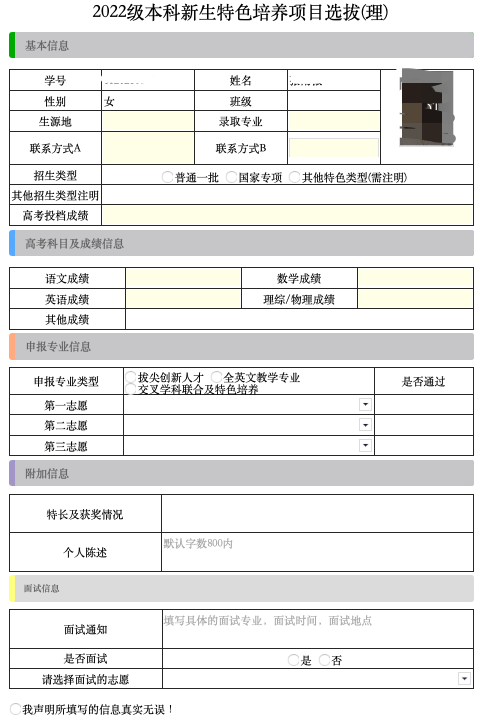 2022级本科新生特色培养项目选拔(理)
基本信息
学号 姓名
性别 女 班级
生源地 录取专业
联系方式A 联系方式B
招生类型 普通一批 国家专项 其他特色类型(需注明)
其他招生类型注明
高考投档成绩
高考科目及成绩信息
语文成绩 数学成绩
英语成绩 理综/物理成绩
其他成绩
申报专业信息
申报专业类型 拔尖创新人才 全英文教学专业 是否通过
交叉学科联合及特色培养
第一志愿
第二志愿
第三志愿
附加信息
特长及获奖情况
个人陈述 默认字数800内
面试信息
面试通知 填写具体的面试专业，面试时间，面试地点
是否面试 是 否
请选择面试的志愿
我声明所填写的信息真实无误！